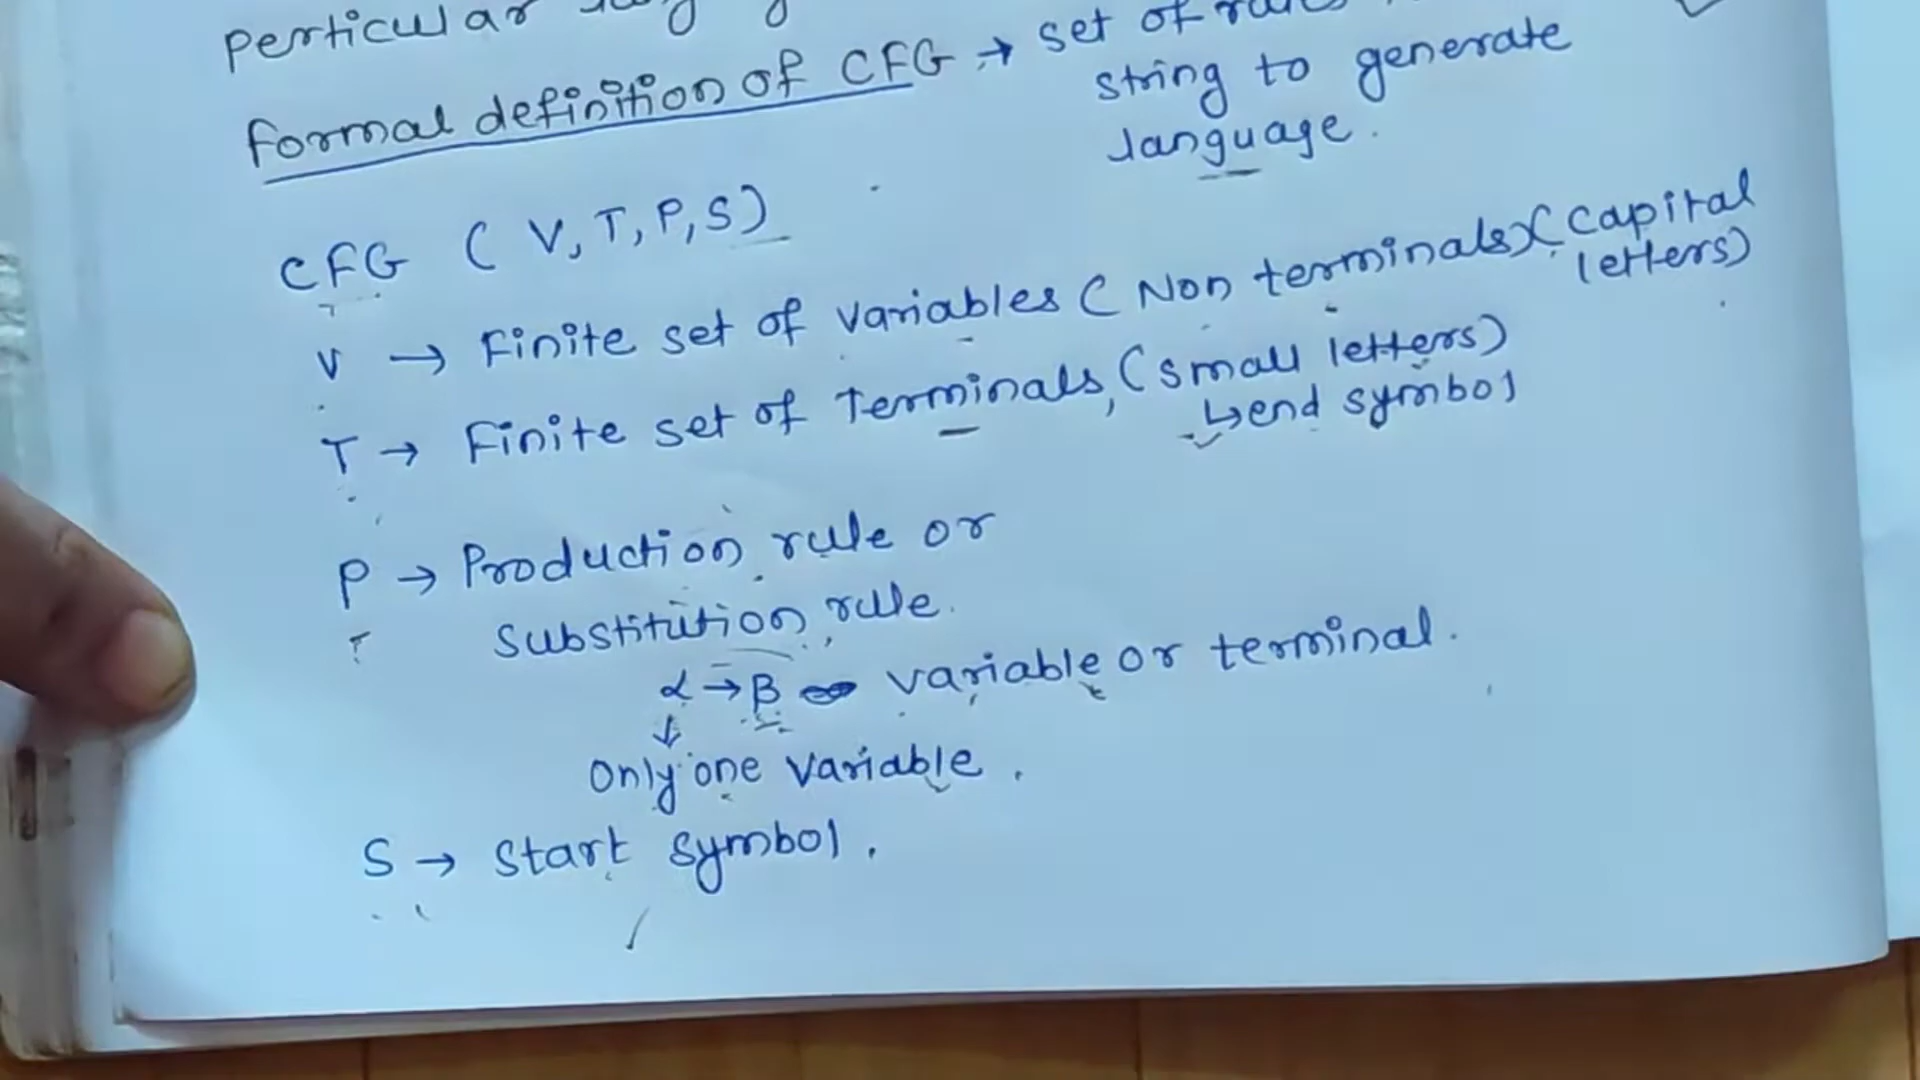 perticular
formal definition of CFG → set of rules
string to generate
language.
CFG ( V, T, P, S )
V → Finite set of variables ( Non terminals ) ( capital
letters )
T → Finite set of Terminals, ( small letters )
↳ end symbol
P → Production rule or
Substitution rule.
α → β variable or terminal.
↓
Only one variable.
S → Start symbol.